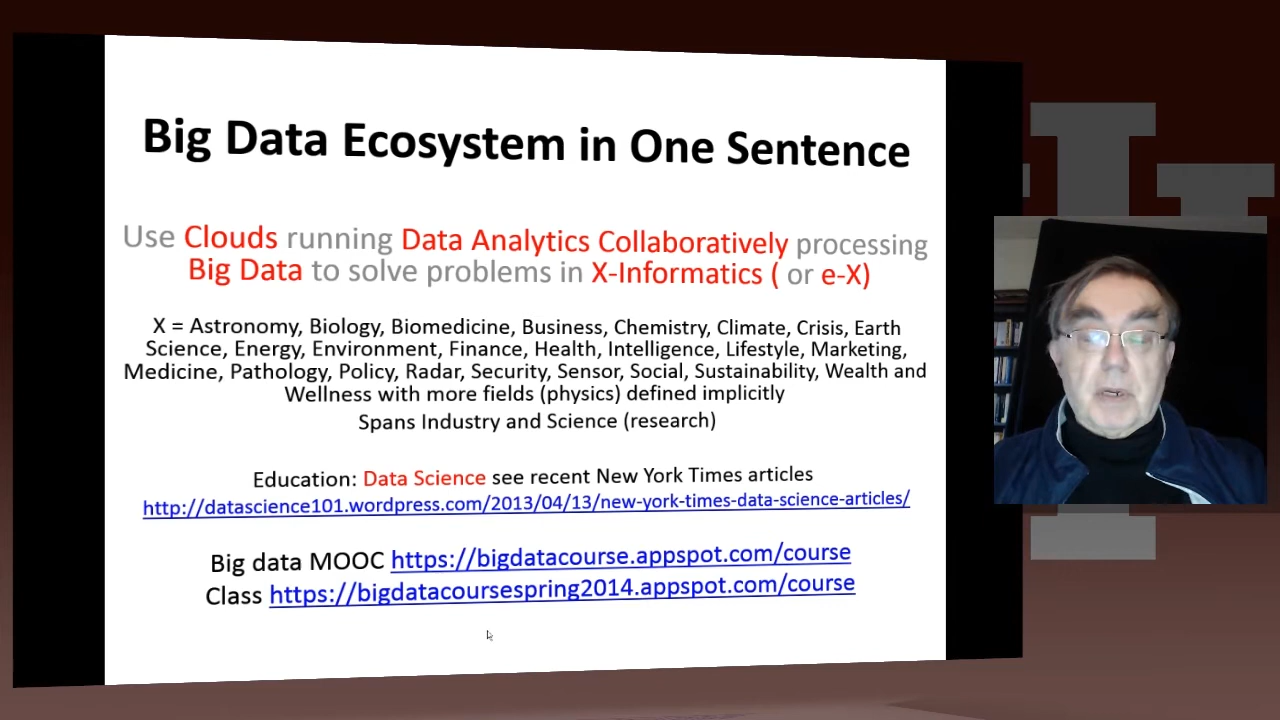 Big Data Ecosystem in One Sentence
Use Clouds running Data Analytics Collaboratively processing
Big Data to solve problems in X-Informatics ( or e-X)
X = Astronomy, Biology, Biomedicine, Business, Chemistry, Climate, Crisis, Earth
Science, Energy, Environment, Finance, Health, Intelligence, Lifestyle, Marketing,
Medicine, Pathology, Policy, Radar, Security, Sensor, Social, Sustainability, Wealth and
Wellness with more fields (physics) defined implicitly
Spans Industry and Science (research)
Education: Data Science see recent New York Times articles
http://datascience101.wordpress.com/2013/04/13/new-york-times-data-science-articles/
Big data MOOC https://bigdatacourse.appspot.com/course
Class https://bigdatacoursespring2014.appspot.com/course